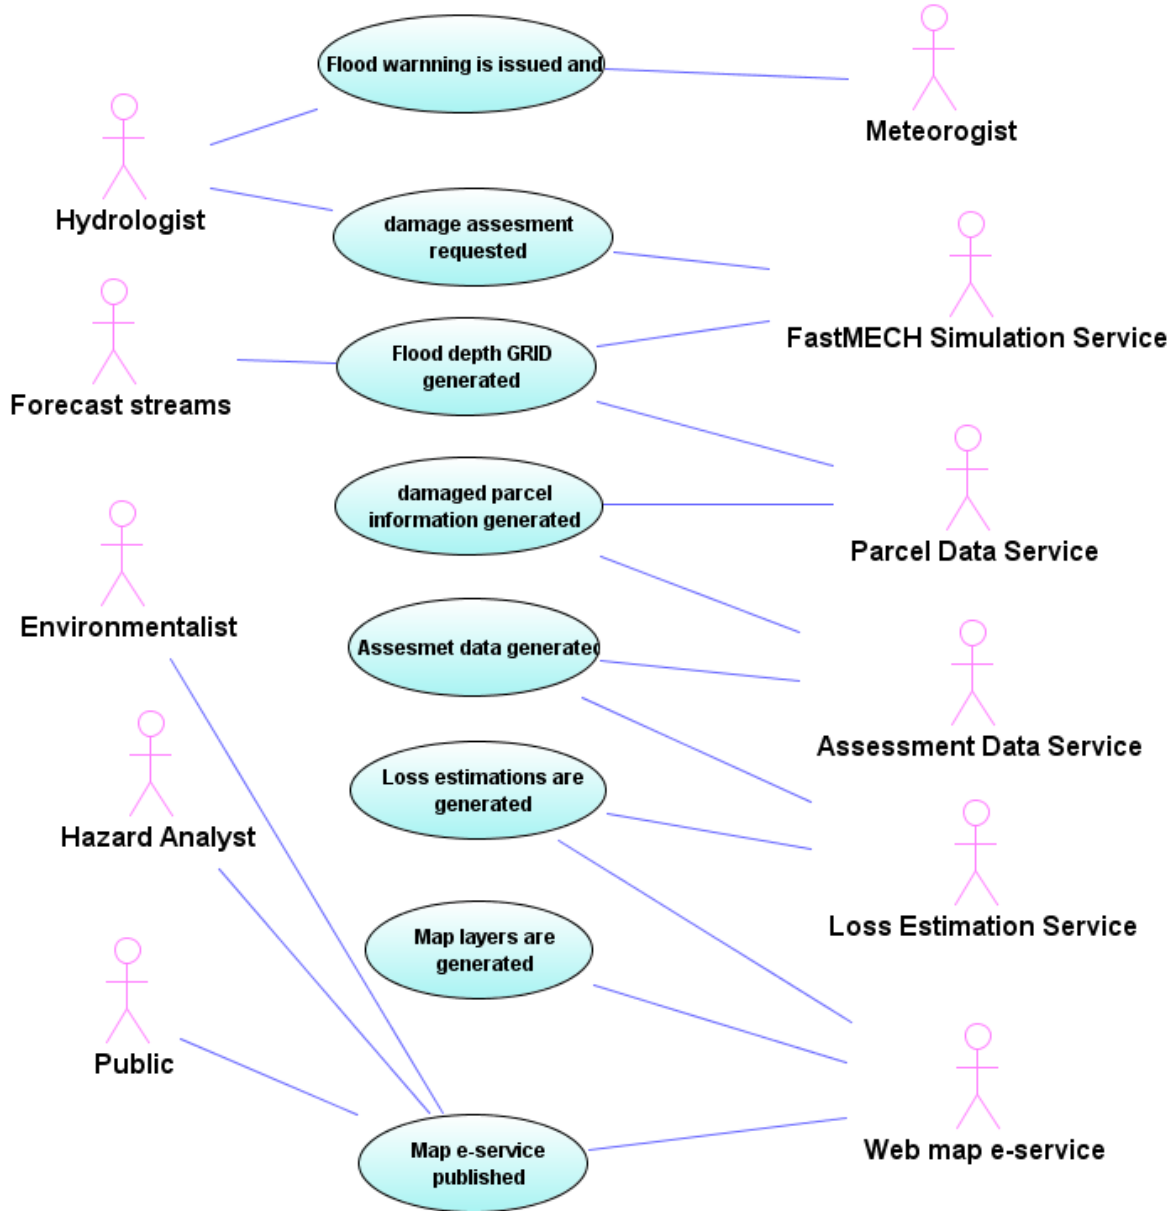 Flood warnning is issued and
Meteorogist
Hydrologist
damage assesment
requested
FastMECH Simulation Service
Flood depth GRID
generated
Forecast streams
damaged parcel
information generated
Parcel Data Service
Environmentalist
Assesmet data generated
Assessment Data Service
Loss estimations are
generated
Hazard Analyst
Loss Estimation Service
Map layers are
generated
Public
Web map e-service
Map e-service
published